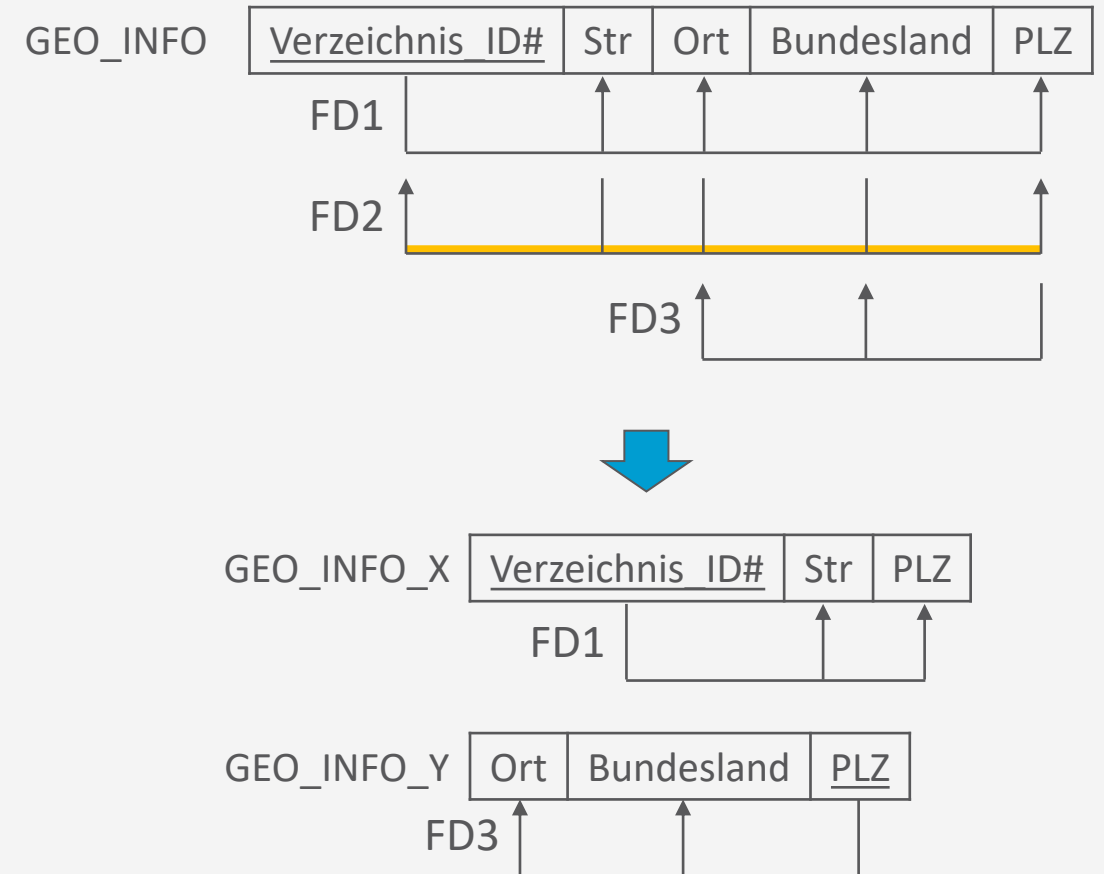 GEO_INFO Verzeichnis_ID# Str Ort Bundesland PLZ
FD1
FD2
FD3
GEO_INFO_X Verzeichnis_ID# Str PLZ
FD1
GEO_INFO_Y Ort Bundesland PLZ
FD3